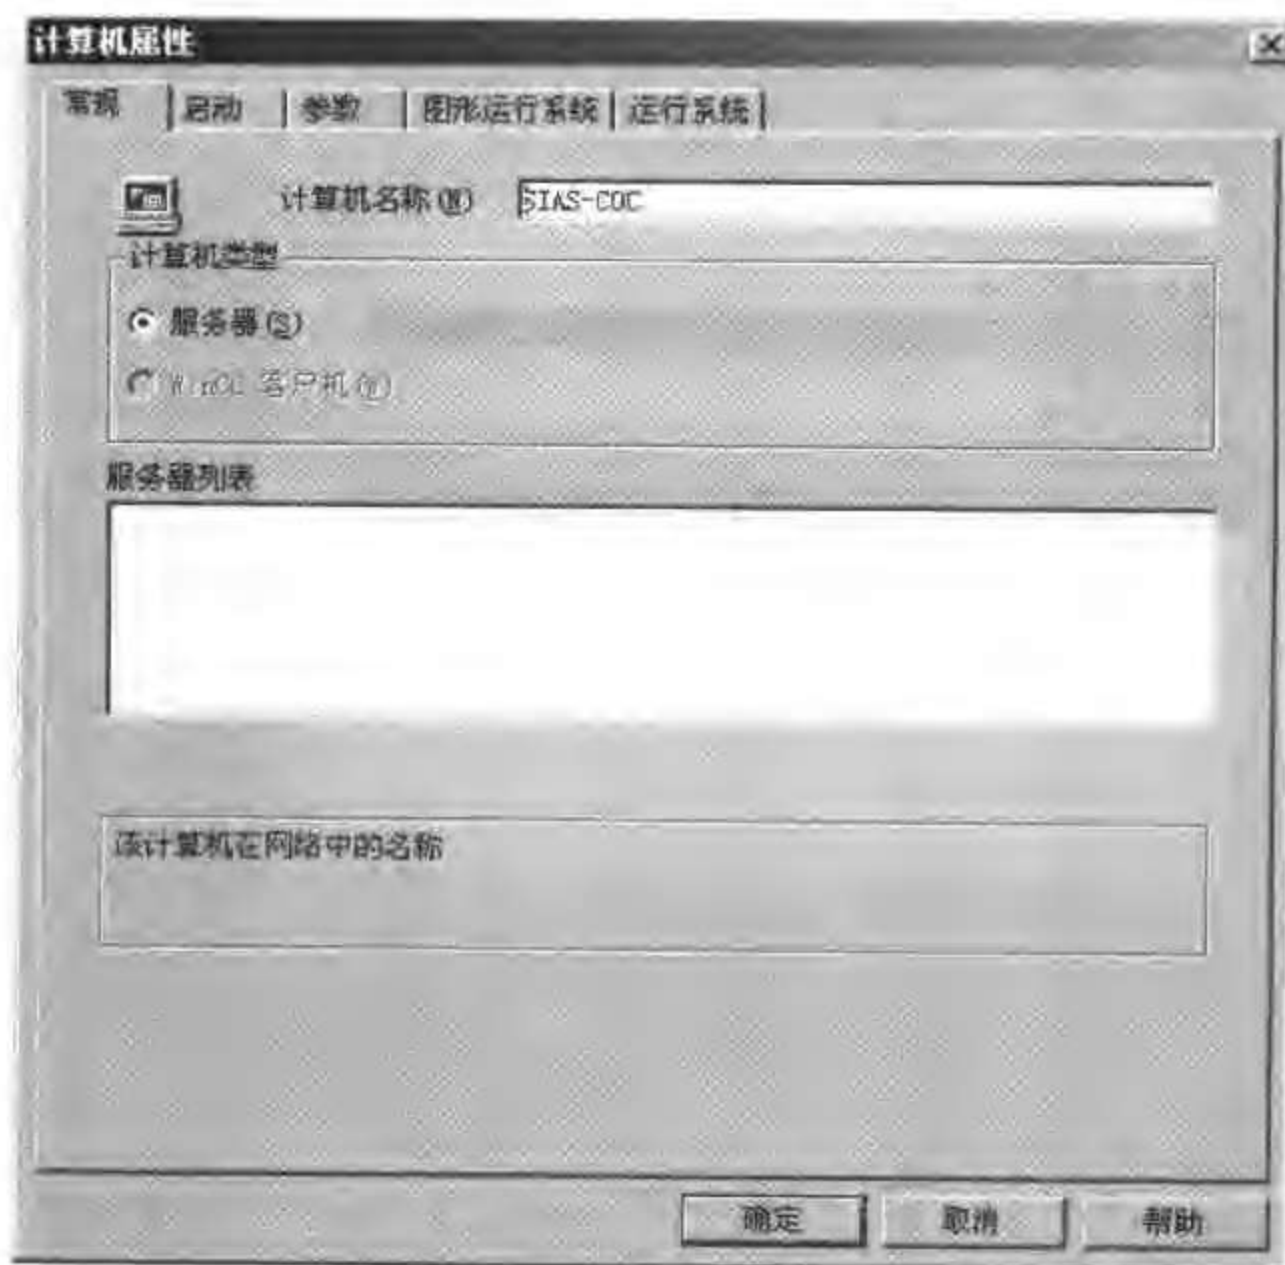 计算机属性
常规 启动 参数 图形运行系统 运行系统
计算机名称(N) SIAS-COC
计算机类型
服务器(S)
WinCC 客户机(W)
服务器列表
该计算机在网络中的名称
确定 取消 帮助